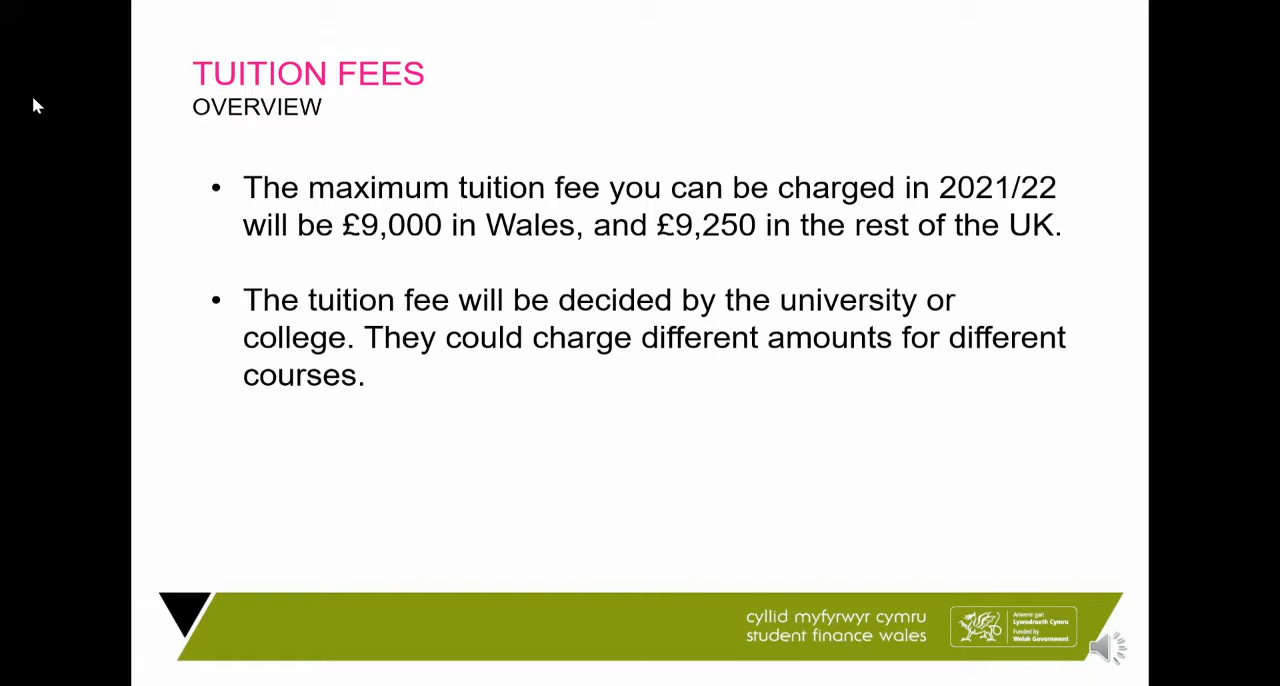 TUITION FEES
OVERVIEW
• The maximum tuition fee you can be charged in 2021/22
will be £9,000 in Wales, and £9,250 in the rest of the UK.
• The tuition fee will be decided by the university or
college. They could charge different amounts for different
courses.
cyllid myfyrwyr cymru
student finance wales
Ariennir gan
Lywodraeth Cymru
Funded by
Welsh Government